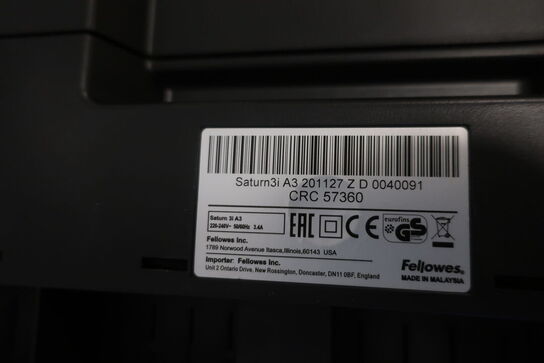 Saturn3i A3 201127 Z D 0040091
CRC 57360
Saturn 3i A3
220-240V~ 50/60Hz 3.4A
EAC CE eurofins GS
Fellowes Inc.
1789 Norwood Avenue Itasca,Illinois,60143 USA
Importer Fellowes Inc.
Unit 2 Ontario Drive, New Rossington, Doncaster, DN11 0BF, England
Fellowes.
MADE IN MALAYSIA